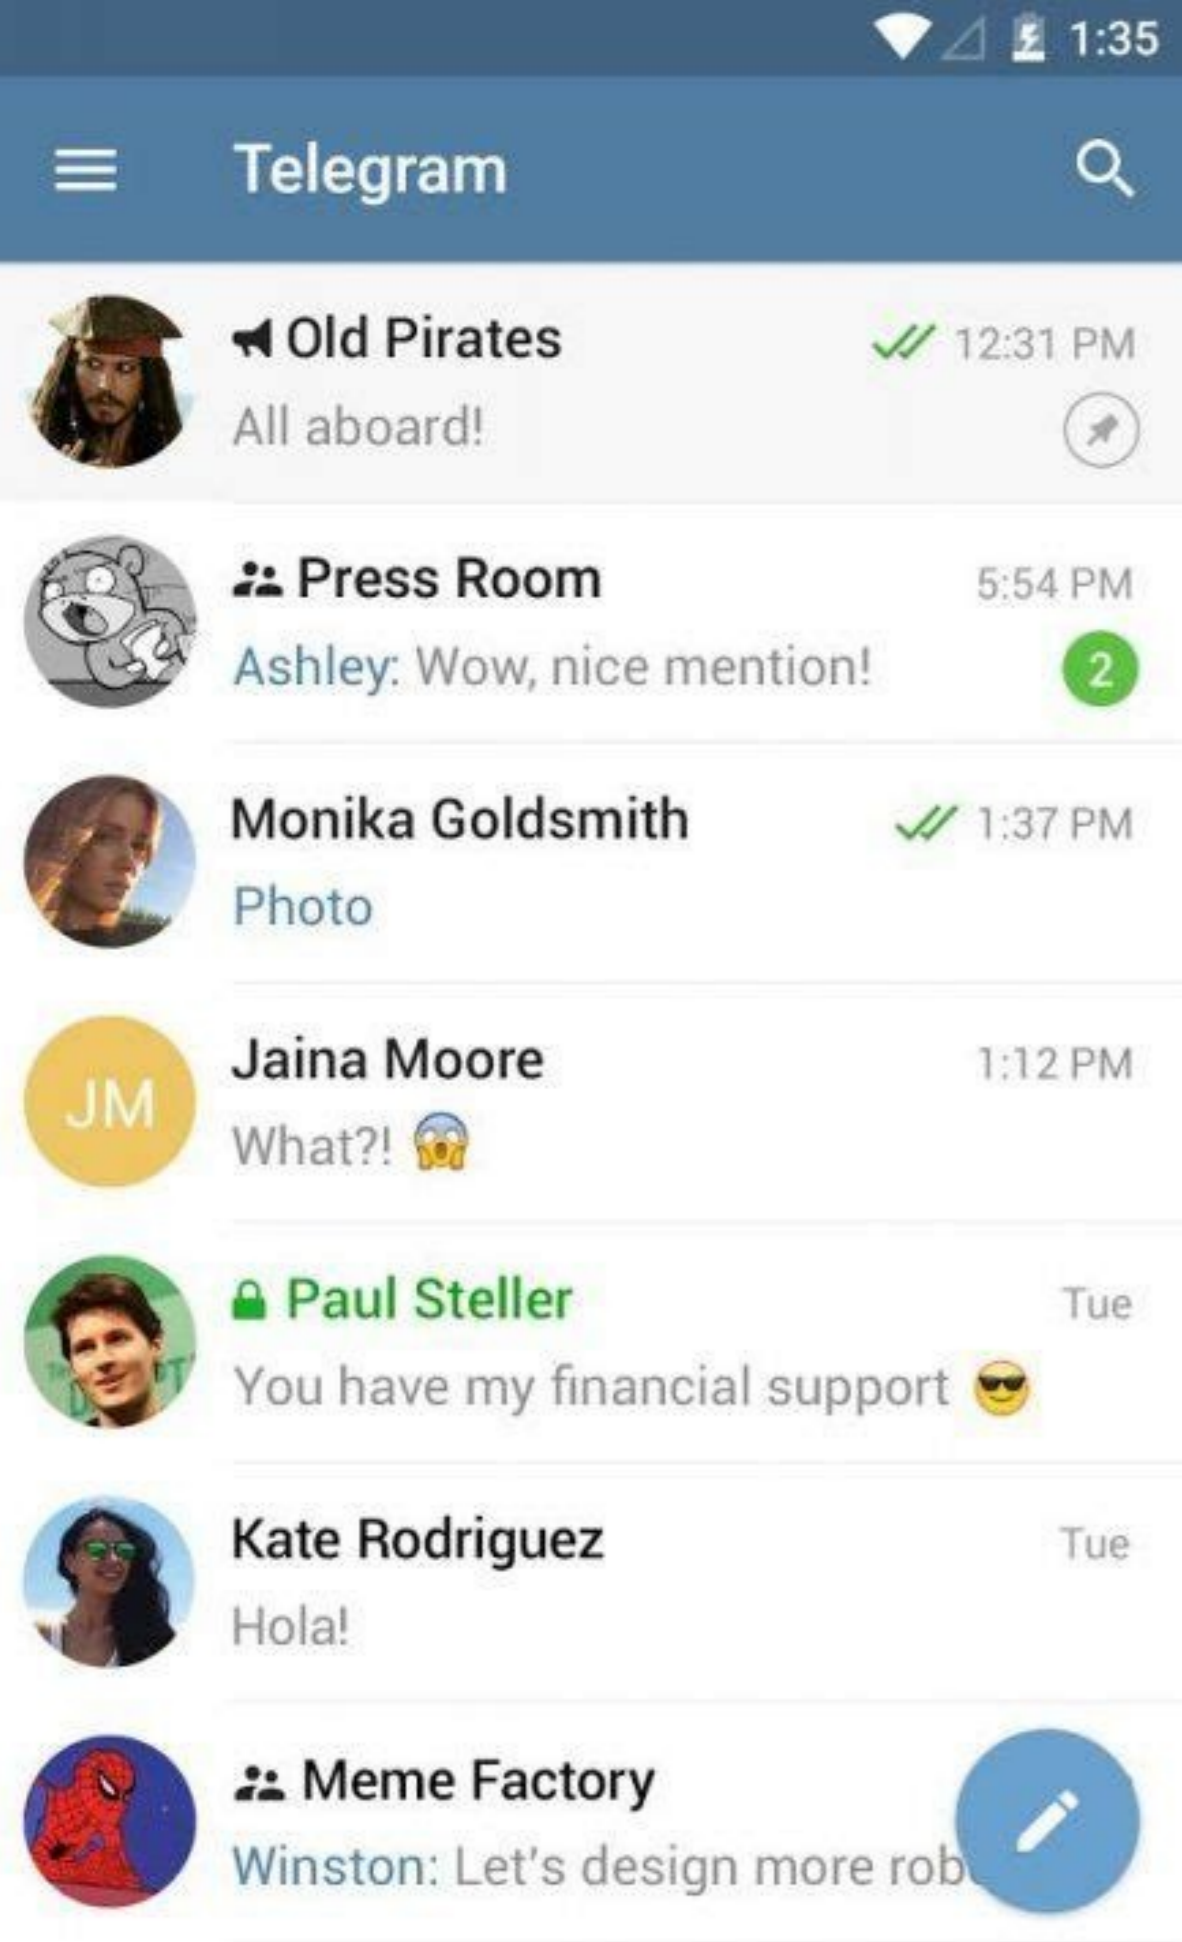 1:35
Telegram
Old Pirates 12:31 PM
All aboard!
Press Room 5:54 PM
Ashley: Wow, nice mention! 2
Monika Goldsmith 1:37 PM
Photo
JM
Jaina Moore 1:12 PM
What?! 😱
Paul Steller Tue
You have my financial support 😎
Kate Rodriguez Tue
Hola!
Meme Factory
Winston: Let's design more